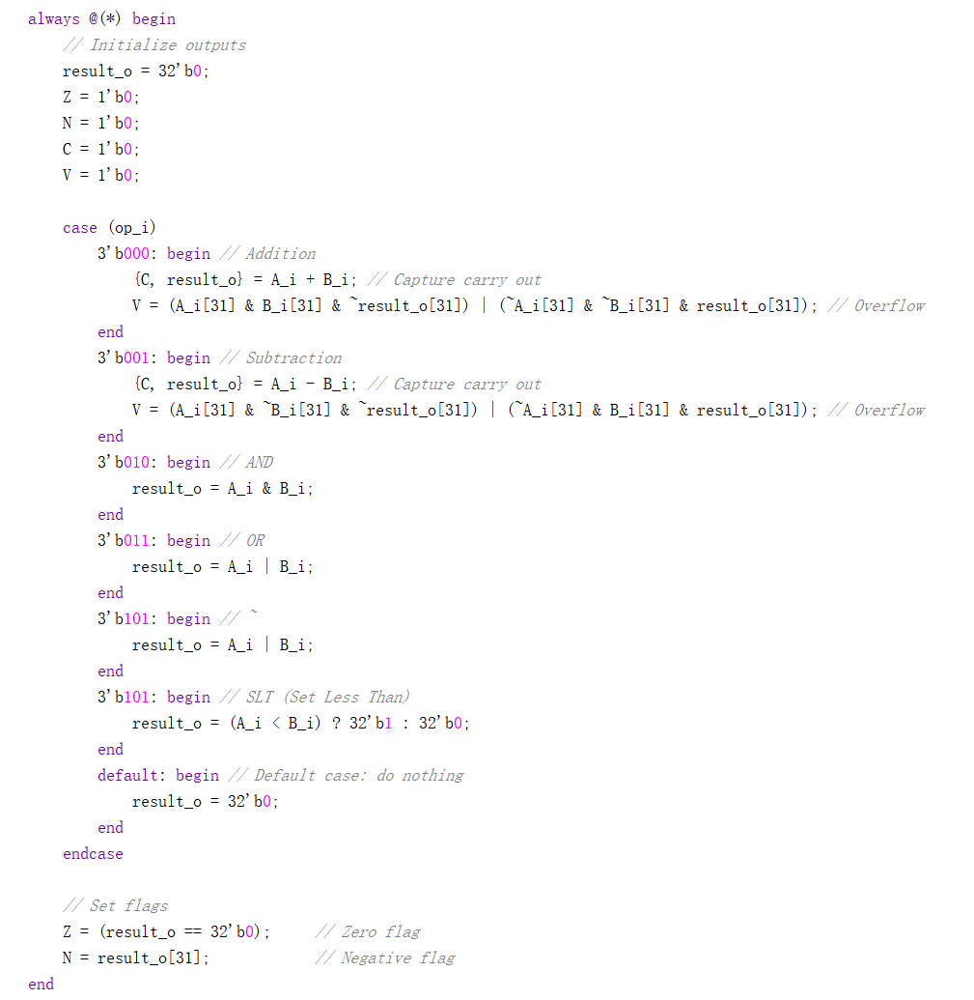 always @(*) begin
    // Initialize outputs
    result_o = 32'b0;
    Z = 1'b0;
    N = 1'b0;
    C = 1'b0;
    V = 1'b0;

    case (op_i)
        3'b000: begin // Addition
            {C, result_o} = A_i + B_i; // Capture carry out
            V = (A_i[31] & B_i[31] & ~result_o[31]) | (~A_i[31] & ~B_i[31] & result_o[31]); // Overflow
        end
        3'b001: begin // Subtraction
            {C, result_o} = A_i - B_i; // Capture carry out
            V = (A_i[31] & ~B_i[31] & ~result_o[31]) | (~A_i[31] & B_i[31] & result_o[31]); // Overflow
        end
        3'b010: begin // AND
            result_o = A_i & B_i;
        end
        3'b011: begin // OR
            result_o = A_i | B_i;
        end
        3'b101: begin // ~
            result_o = A_i | B_i;
        end
        3'b101: begin // SLT (Set Less Than)
            result_o = (A_i < B_i) ? 32'b1 : 32'b0;
        end
        default: begin // Default case: do nothing
            result_o = 32'b0;
        end
    endcase

    // Set flags
    Z = (result_o == 32'b0);     // Zero flag
    N = result_o[31];            // Negative flag
end